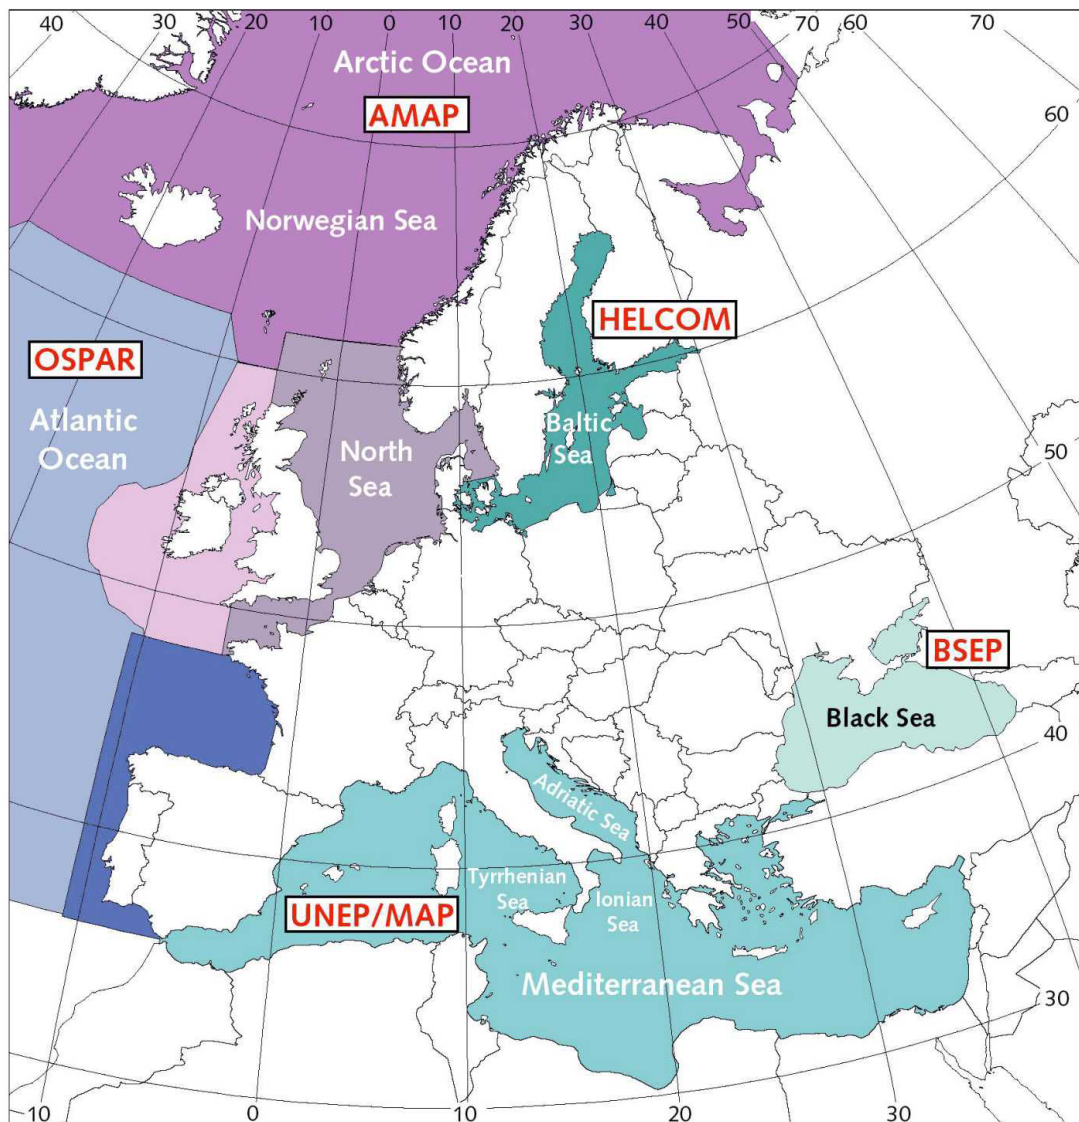 40 30 20 10 0 10 20 30 40 50 70 60 70
Arctic Ocean
AMAP
60
Norwegian Sea
HELCOM
OSPAR
Atlantic
Ocean
Baltic
Sea
North
Sea
50
BSEP
Black Sea
40
Adriatic Sea
Tyrrhenian
Sea
Ionian
Sea
UNEP/MAP
Mediterranean Sea
30
10 0 10 20 30